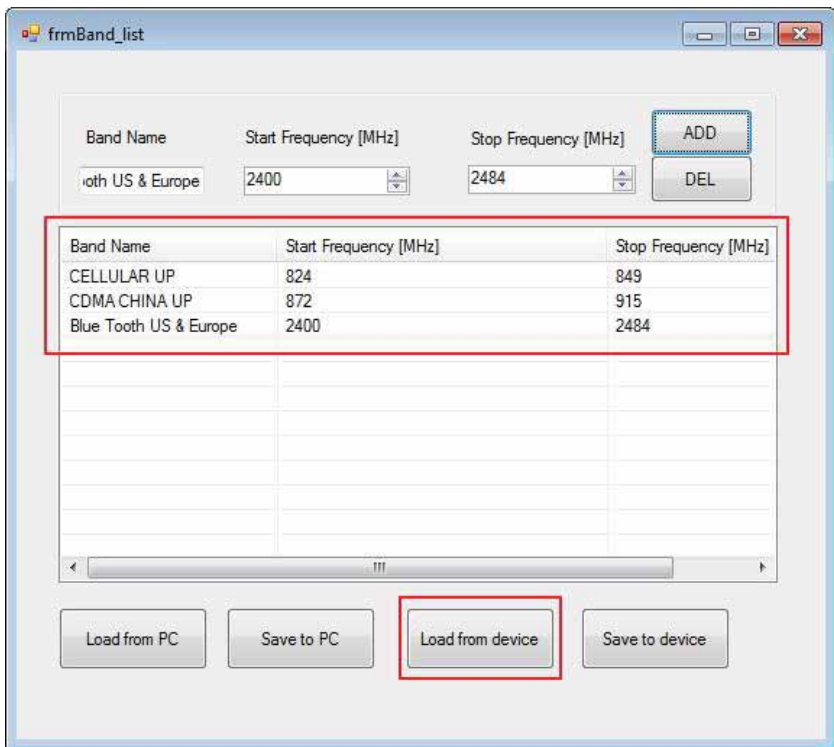 frmBand_list
Band Name Start Frequency [MHz] Stop Frequency [MHz] ADD
oth US & Europe 2400 2484 DEL
Band Name Start Frequency [MHz] Stop Frequency [MHz]
CELLULAR UP 824 849
CDMA CHINA UP 872 915
Blue Tooth US & Europe 2400 2484
Load from PC Save to PC Load from device Save to device